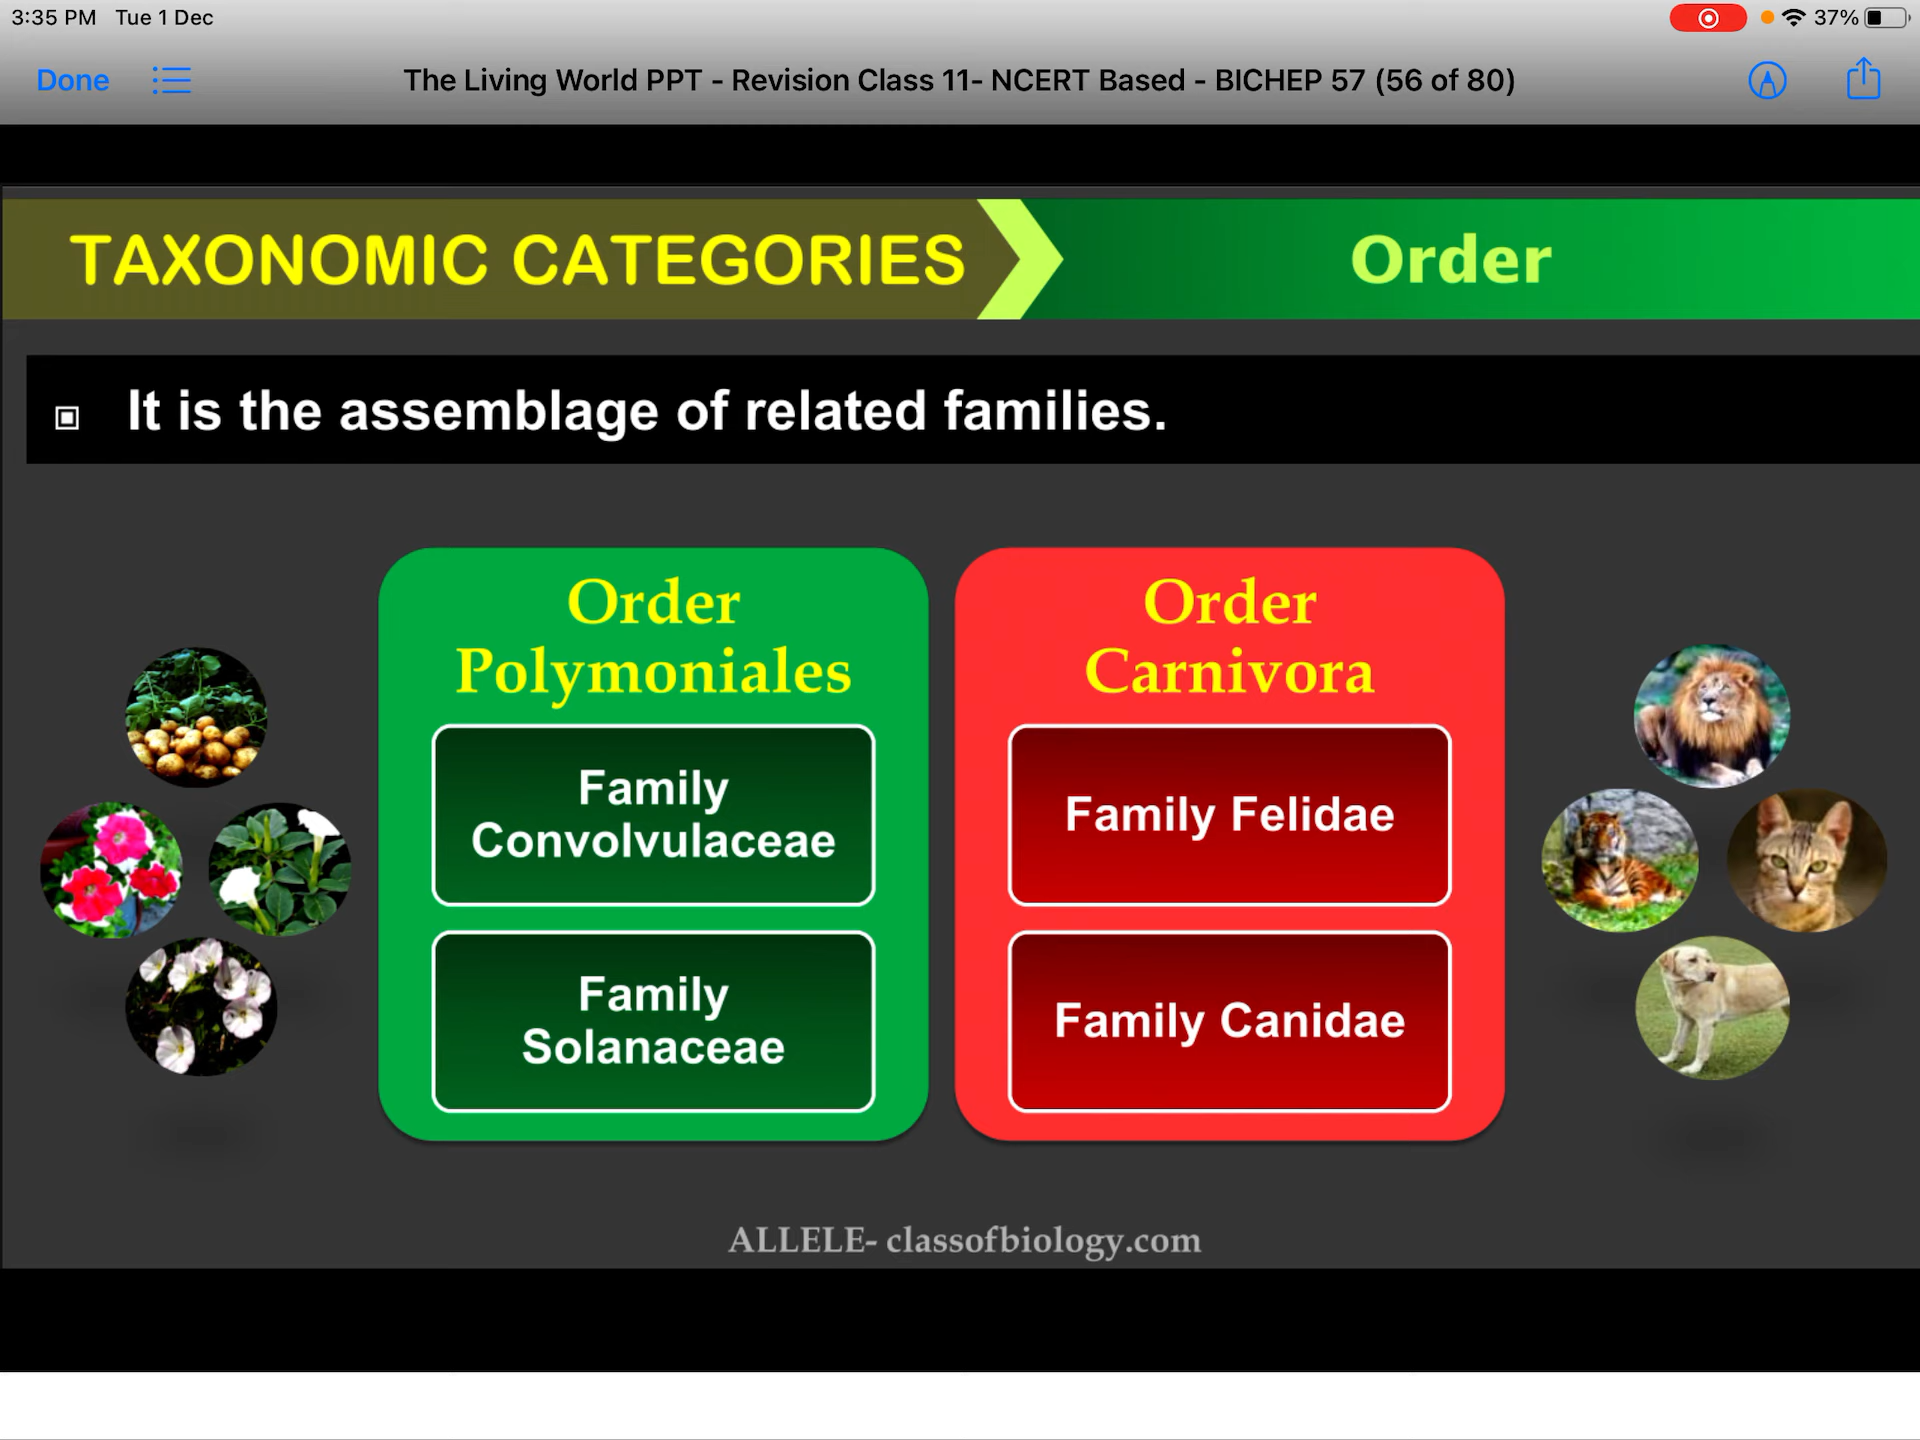 3:35 PM Tue 1 Dec
37%
Done
The Living World PPT - Revision Class 11- NCERT Based - BICHEP 57 (56 of 80)
TAXONOMIC CATEGORIES
Order
It is the assemblage of related families.
Order
Polymoniales
Family
Convolvulaceae
Family
Solanaceae
Order
Carnivora
Family Felidae
Family Canidae
ALLELE- classofbiology.com